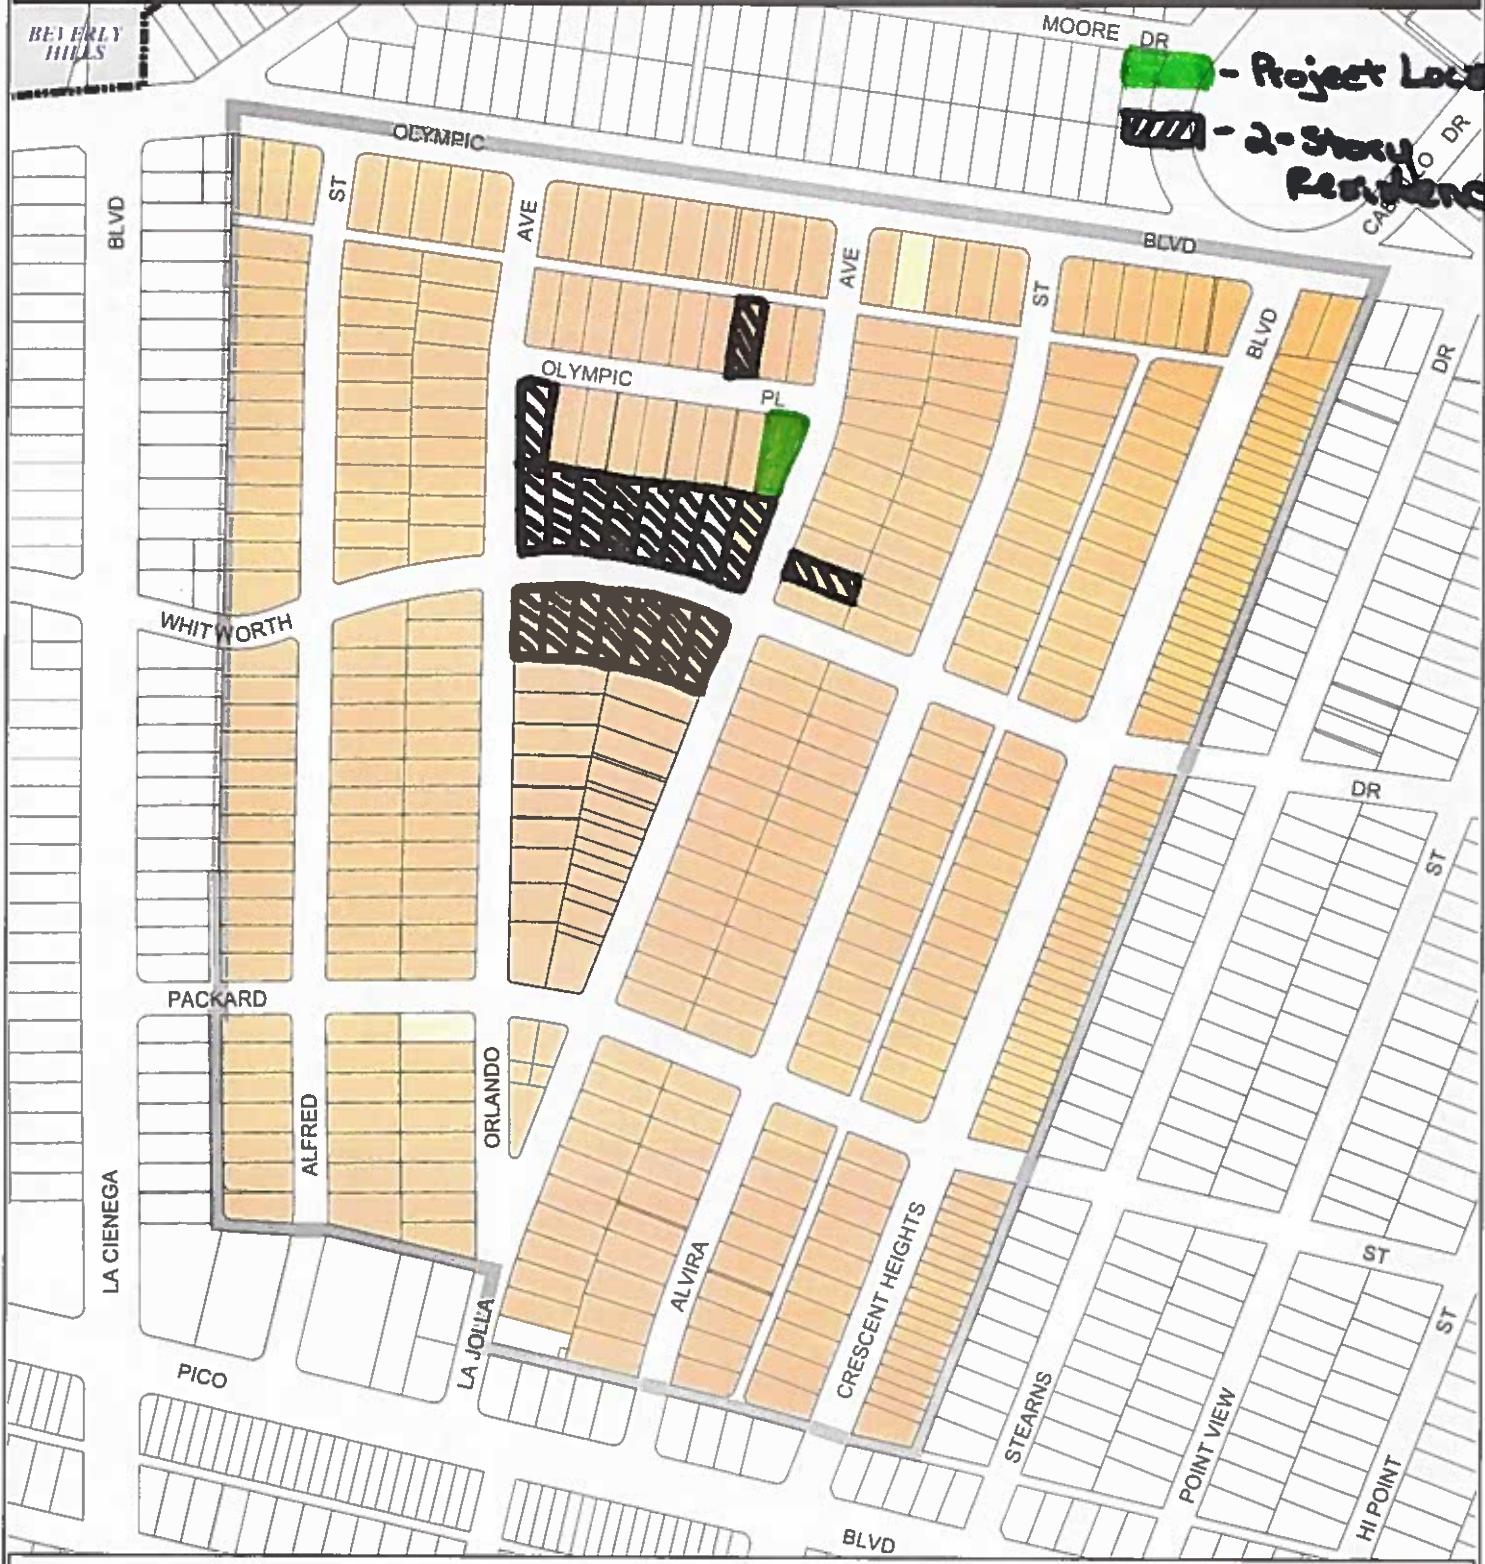 BEVERLY
HILLS
MOORE DR
- Project Loca
- 2-Story
Residenc
DR
OLYMPIC
ST
BLVD
AVE
AVE
ST
BLVD
BLVD
DR
OLYMPIC
PL
WHITWORTH
DR
ST
PACKARD
ORLANDO
ALFRED
LA CIENEGA
ALVIRA
CRESCENT HEIGHTS
LA JOLLA
ST
ST
PICO
STEARNS
POINT VIEW
HI POINT
BLVD